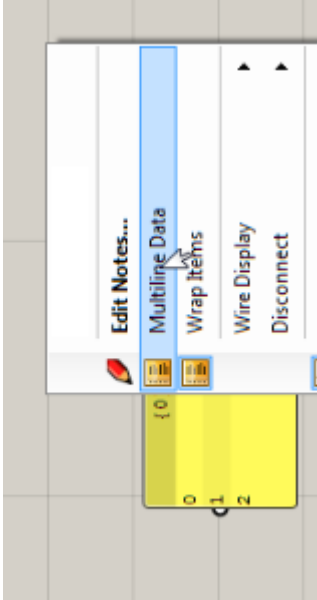 Edit Notes...
Multiline Data
Wrap Items
Wire Display
Disconnect
{0
0
1
2